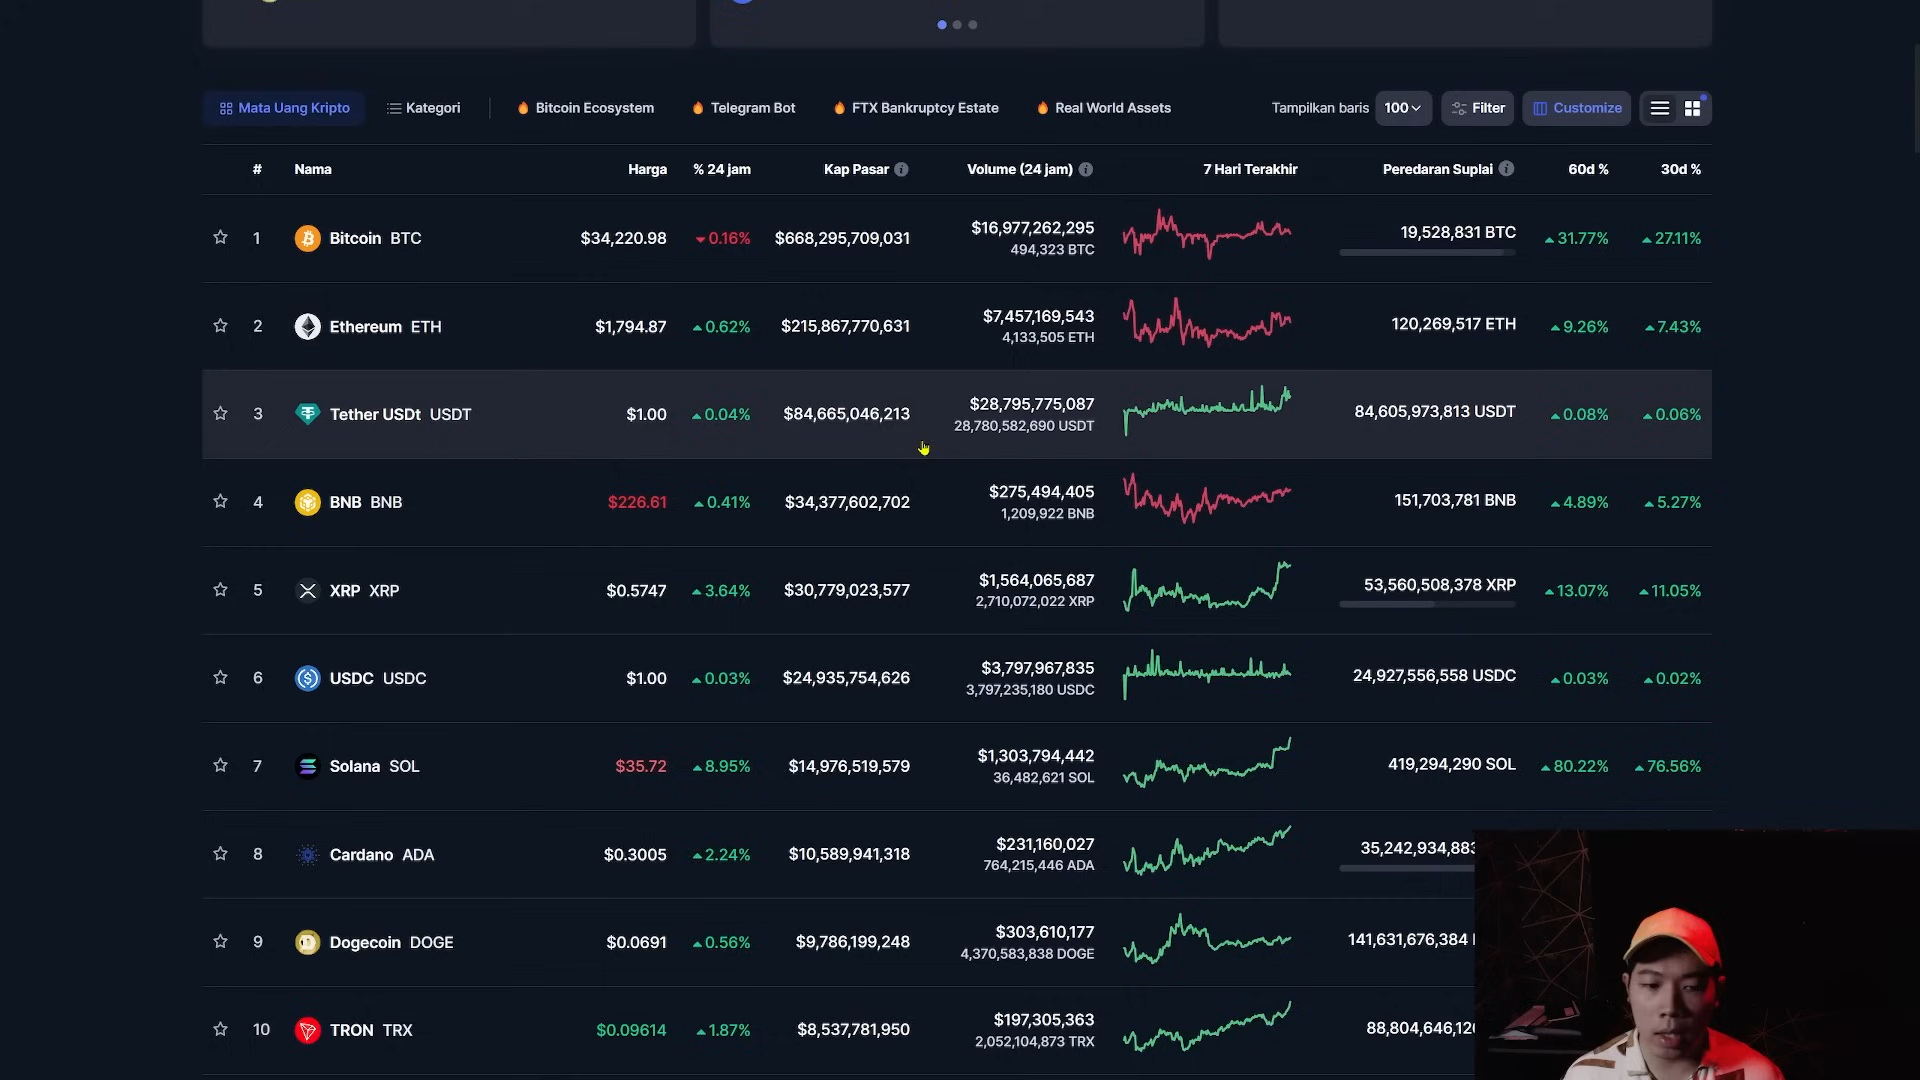 Mata Uang Kripto Kategori Bitcoin Ecosystem Telegram Bot FTX Bankruptcy Estate Real World Assets Tampilkan baris 100 Filter Customize
# Nama Harga % 24 jam Kap Pasar Volume (24 jam) 7 Hari Terakhir Peredaran Suplai 60d % 30d %
1 Bitcoin BTC $34,220.98 0.16% $668,295,709,031 $16,977,262,295 19,528,831 BTC 31.77% 27.11%
494,323 BTC
2 Ethereum ETH $1,794.87 0.62% $215,867,770,631 $7,457,169,543 120,269,517 ETH 9.26% 7.43%
4,133,505 ETH
3 Tether USDt USDT $1.00 0.04% $84,665,046,213 $28,795,775,087 84,605,973,813 USDT 0.08% 0.06%
28,780,582,690 USDT
4 BNB BNB $226.61 0.41% $34,377,602,702 $275,494,405 151,703,781 BNB 4.89% 5.27%
1,209,922 BNB
5 XRP XRP $0.5747 3.64% $30,779,023,577 $1,564,065,687 53,560,508,378 XRP 13.07% 11.05%
2,710,072,022 XRP
6 USDC USDC $1.00 0.03% $24,935,754,626 $3,797,967,835 24,927,556,558 USDC 0.03% 0.02%
3,797,235,180 USDC
7 Solana SOL $35.72 8.95% $14,976,519,579 $1,303,794,442 419,294,290 SOL 80.22% 76.56%
36,482,621 SOL
8 Cardano ADA $0.3005 2.24% $10,589,941,318 $231,160,027 35,242,934,883
764,215,446 ADA
9 Dogecoin DOGE $0.0691 0.56% $9,786,199,248 $303,610,177 141,631,676,384
4,370,583,838 DOGE
10 TRON TRX $0.09614 1.87% $8,537,781,950 $197,305,363 88,804,646,12
2,052,104,873 TRX